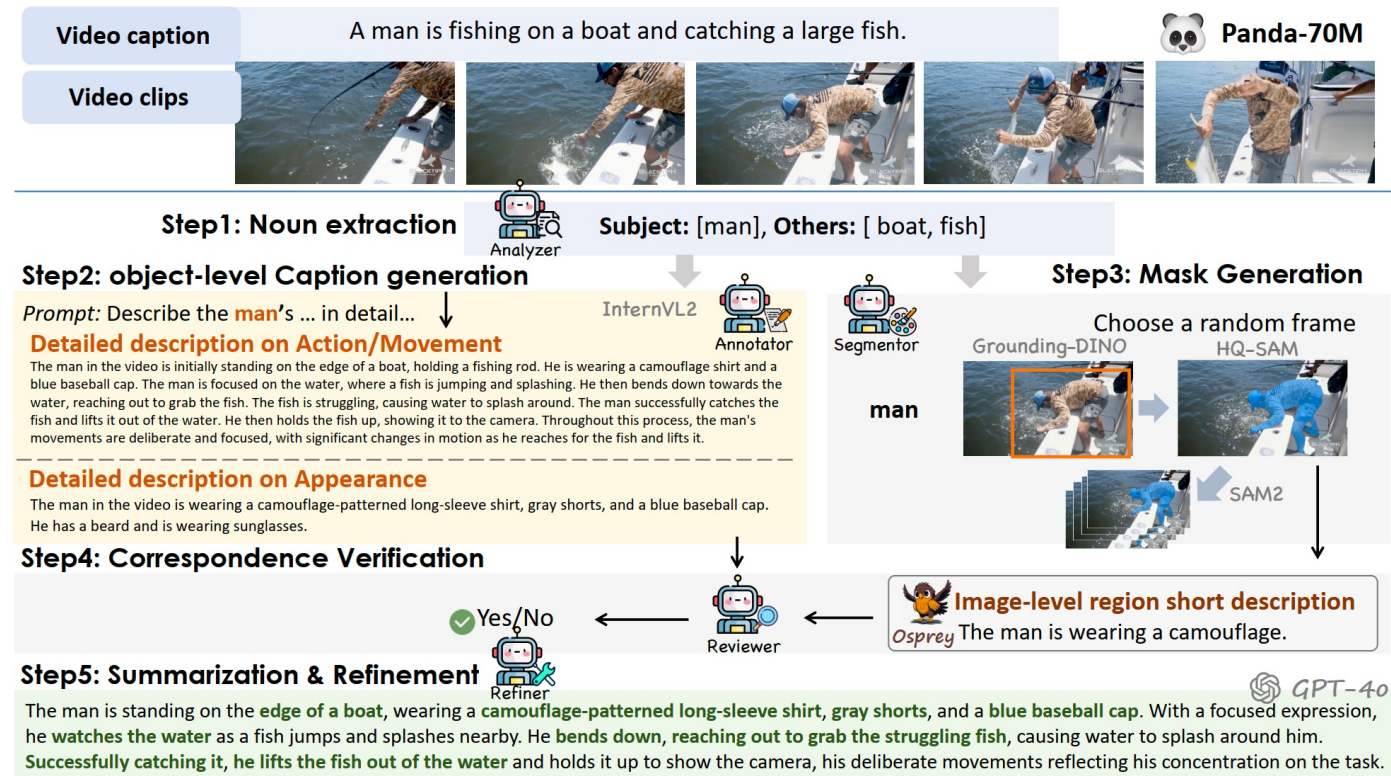 Video caption
A man is fishing on a boat and catching a large fish.
Panda-70M
Video clips
BLACKTIPH
BLACKTIPH
BLACKTIPH
BLACKTIPH
BLACKTIPH
Step1: Noun extraction
Analyzer
Subject: [man], Others: [ boat, fish]
Step2: object-level Caption generation
Prompt: Describe the man's ... in detail...
InternVL2
Annotator
Detailed description on Action/Movement
The man in the video is initially standing on the edge of a boat, holding a fishing rod. He is wearing a camouflage shirt and a
blue baseball cap. The man is focused on the water, where a fish is jumping and splashing. He then bends down towards the
water, reaching out to grab the fish. The fish is struggling, causing water to splash around. The man successfully catches the
fish and lifts it out of the water. He then holds the fish up, showing it to the camera. Throughout this process, the man's
movements are deliberate and focused, with significant changes in motion as he reaches for the fish and lifts it.
Detailed description on Appearance
The man in the video is wearing a camouflage-patterned long-sleeve shirt, gray shorts, and a blue baseball cap.
He has a beard and is wearing sunglasses.
Step3: Mask Generation
Segmentor
Choose a random frame
Grounding-DINO
HQ-SAM
man
SAM2
Step4: Correspondence Verification
Yes/No
Reviewer
Osprey
Image-level region short description
The man is wearing a camouflage.
Step5: Summarization & Refinement
Refiner
GPT-4o
The man is standing on the edge of a boat, wearing a camouflage-patterned long-sleeve shirt, gray shorts, and a blue baseball cap. With a focused expression,
he watches the water as a fish jumps and splashes nearby. He bends down, reaching out to grab the struggling fish, causing water to splash around him.
Successfully catching it, he lifts the fish out of the water and holds it up to show the camera, his deliberate movements reflecting his concentration on the task.